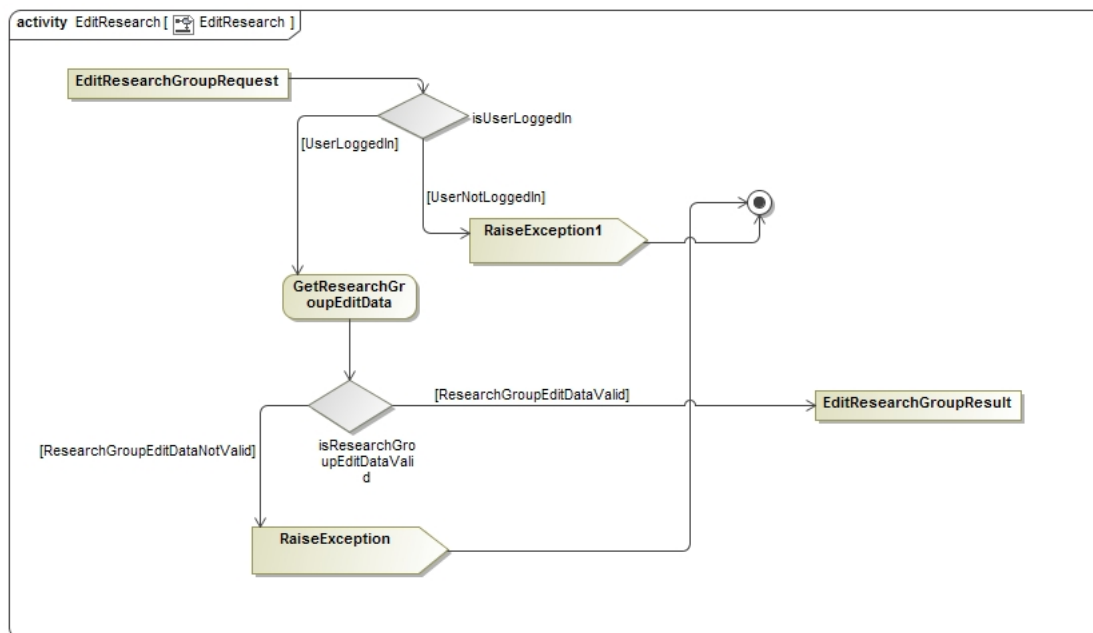 activity EditResearch [ EditResearch ]
EditResearchGroupRequest
isUserLoggedIn
[UserLoggedIn]
[UserNotLoggedIn]
RaiseException1
GetResearchGr
oupEditData
[ResearchGroupEditDataValid]
EditResearchGroupResult
[ResearchGroupEditDataNotValid]
isResearchGro
upEditDataVali
d
RaiseException